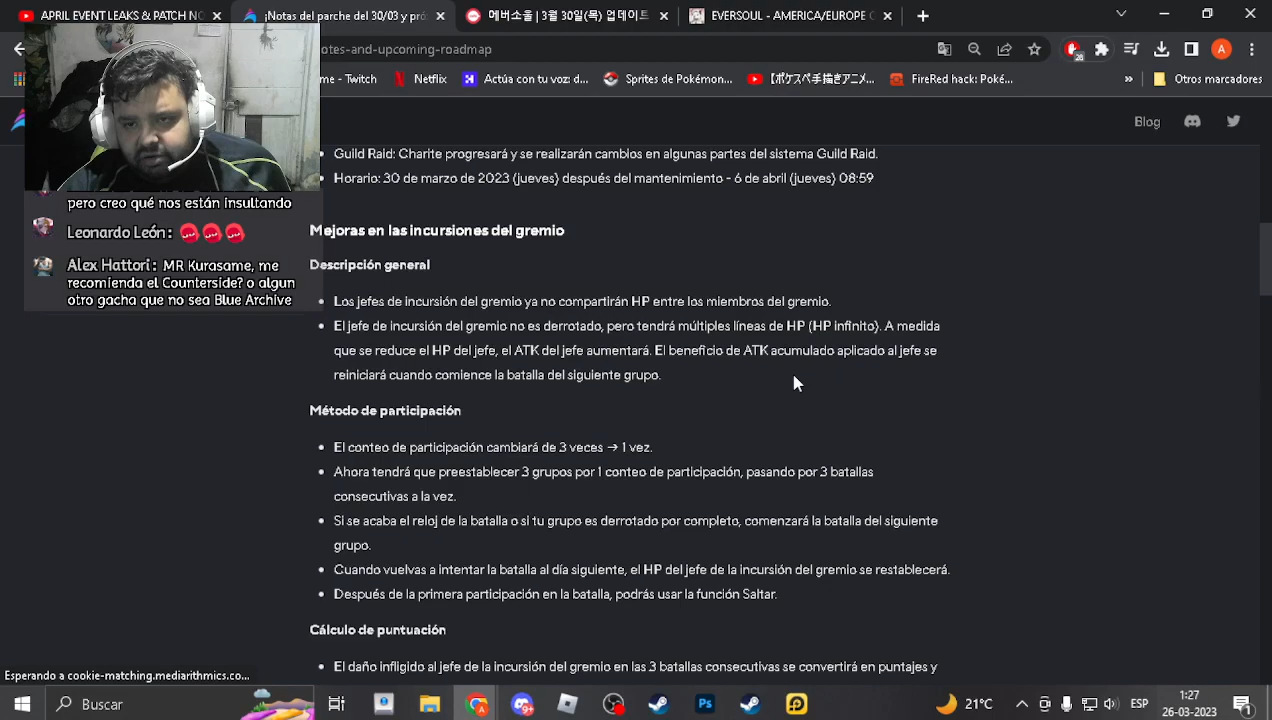 APRIL EVENT LEAKS & PATCH NO
¡Notas del parche del 30/03 y pró
메버소울 | 3월 30일(목) 업데이트
EVERSOUL - AMERICA/EUROPE C
otes-and-upcoming-roadmap
me - Twitch
Netflix
Actúa con tu voz: d...
Sprites de Pokémon...
【ポケスペ手描きアニメ...
FireRed hack: Poké...
Otros marcadores
Blog
pero creo qué nos están insultando
Leonardo León:
Alex Hattori: MR Kurasame, me
recomienda el Counterside? o algun
otro gacha que no sea Blue Archive
Guild Raid: Charite progresará y se realizarán cambios en algunas partes del sistema Guild Raid.
Horario: 30 de marzo de 2023 (jueves) después del mantenimiento - 6 de abril (jueves) 08:59
Mejoras en las incursiones del gremio
Descripción general
Los jefes de incursión del gremio ya no compartirán HP entre los miembros del gremio.
El jefe de incursión del gremio no es derrotado, pero tendrá múltiples líneas de HP (HP infinito). A medida
que se reduce el HP del jefe, el ATK del jefe aumentará. El beneficio de ATK acumulado aplicado al jefe se
reiniciará cuando comience la batalla del siguiente grupo.
Método de participación
El conteo de participación cambiará de 3 veces → 1 vez.
Ahora tendrá que preestablecer 3 grupos por 1 conteo de participación, pasando por 3 batallas
consecutivas a la vez.
Si se acaba el reloj de la batalla o si tu grupo es derrotado por completo, comenzará la batalla del siguiente
grupo.
Cuando vuelvas a intentar la batalla al día siguiente, el HP del jefe de la incursión del gremio se restablecerá.
Después de la primera participación en la batalla, podrás usar la función Saltar.
Cálculo de puntuación
El daño infligido al jefe de la incursión del gremio en las 3 batallas consecutivas se convertirá en puntajes y
Esperando a cookie-matching.mediarithmics.co...
Buscar
21°C
ESP
1:27
26-03-2023